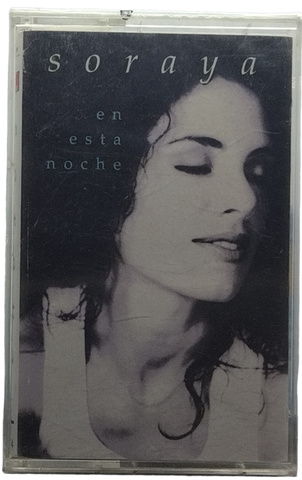 soraya
en
esta
noche